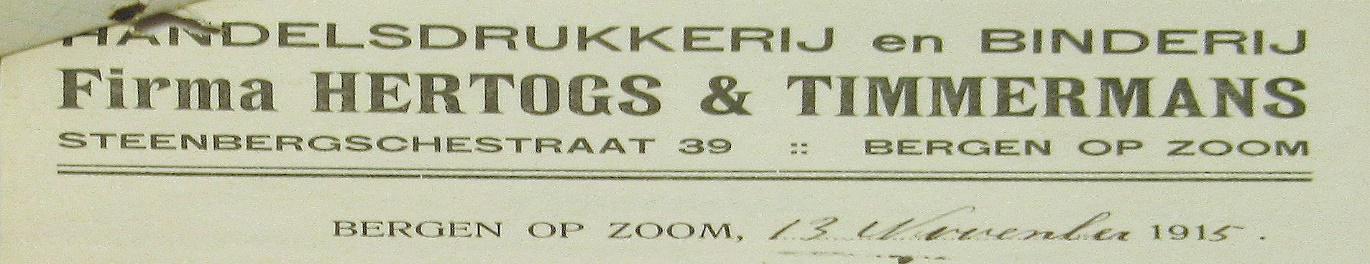 HANDELSDRUKKERIJ en BINDERIJ
Firma HERTOGS & TIMMERMANS
STEENBERGSCHESTRAAT 39 :: BERGEN OP ZOOM
BERGEN OP ZOOM, 13 November 1915.